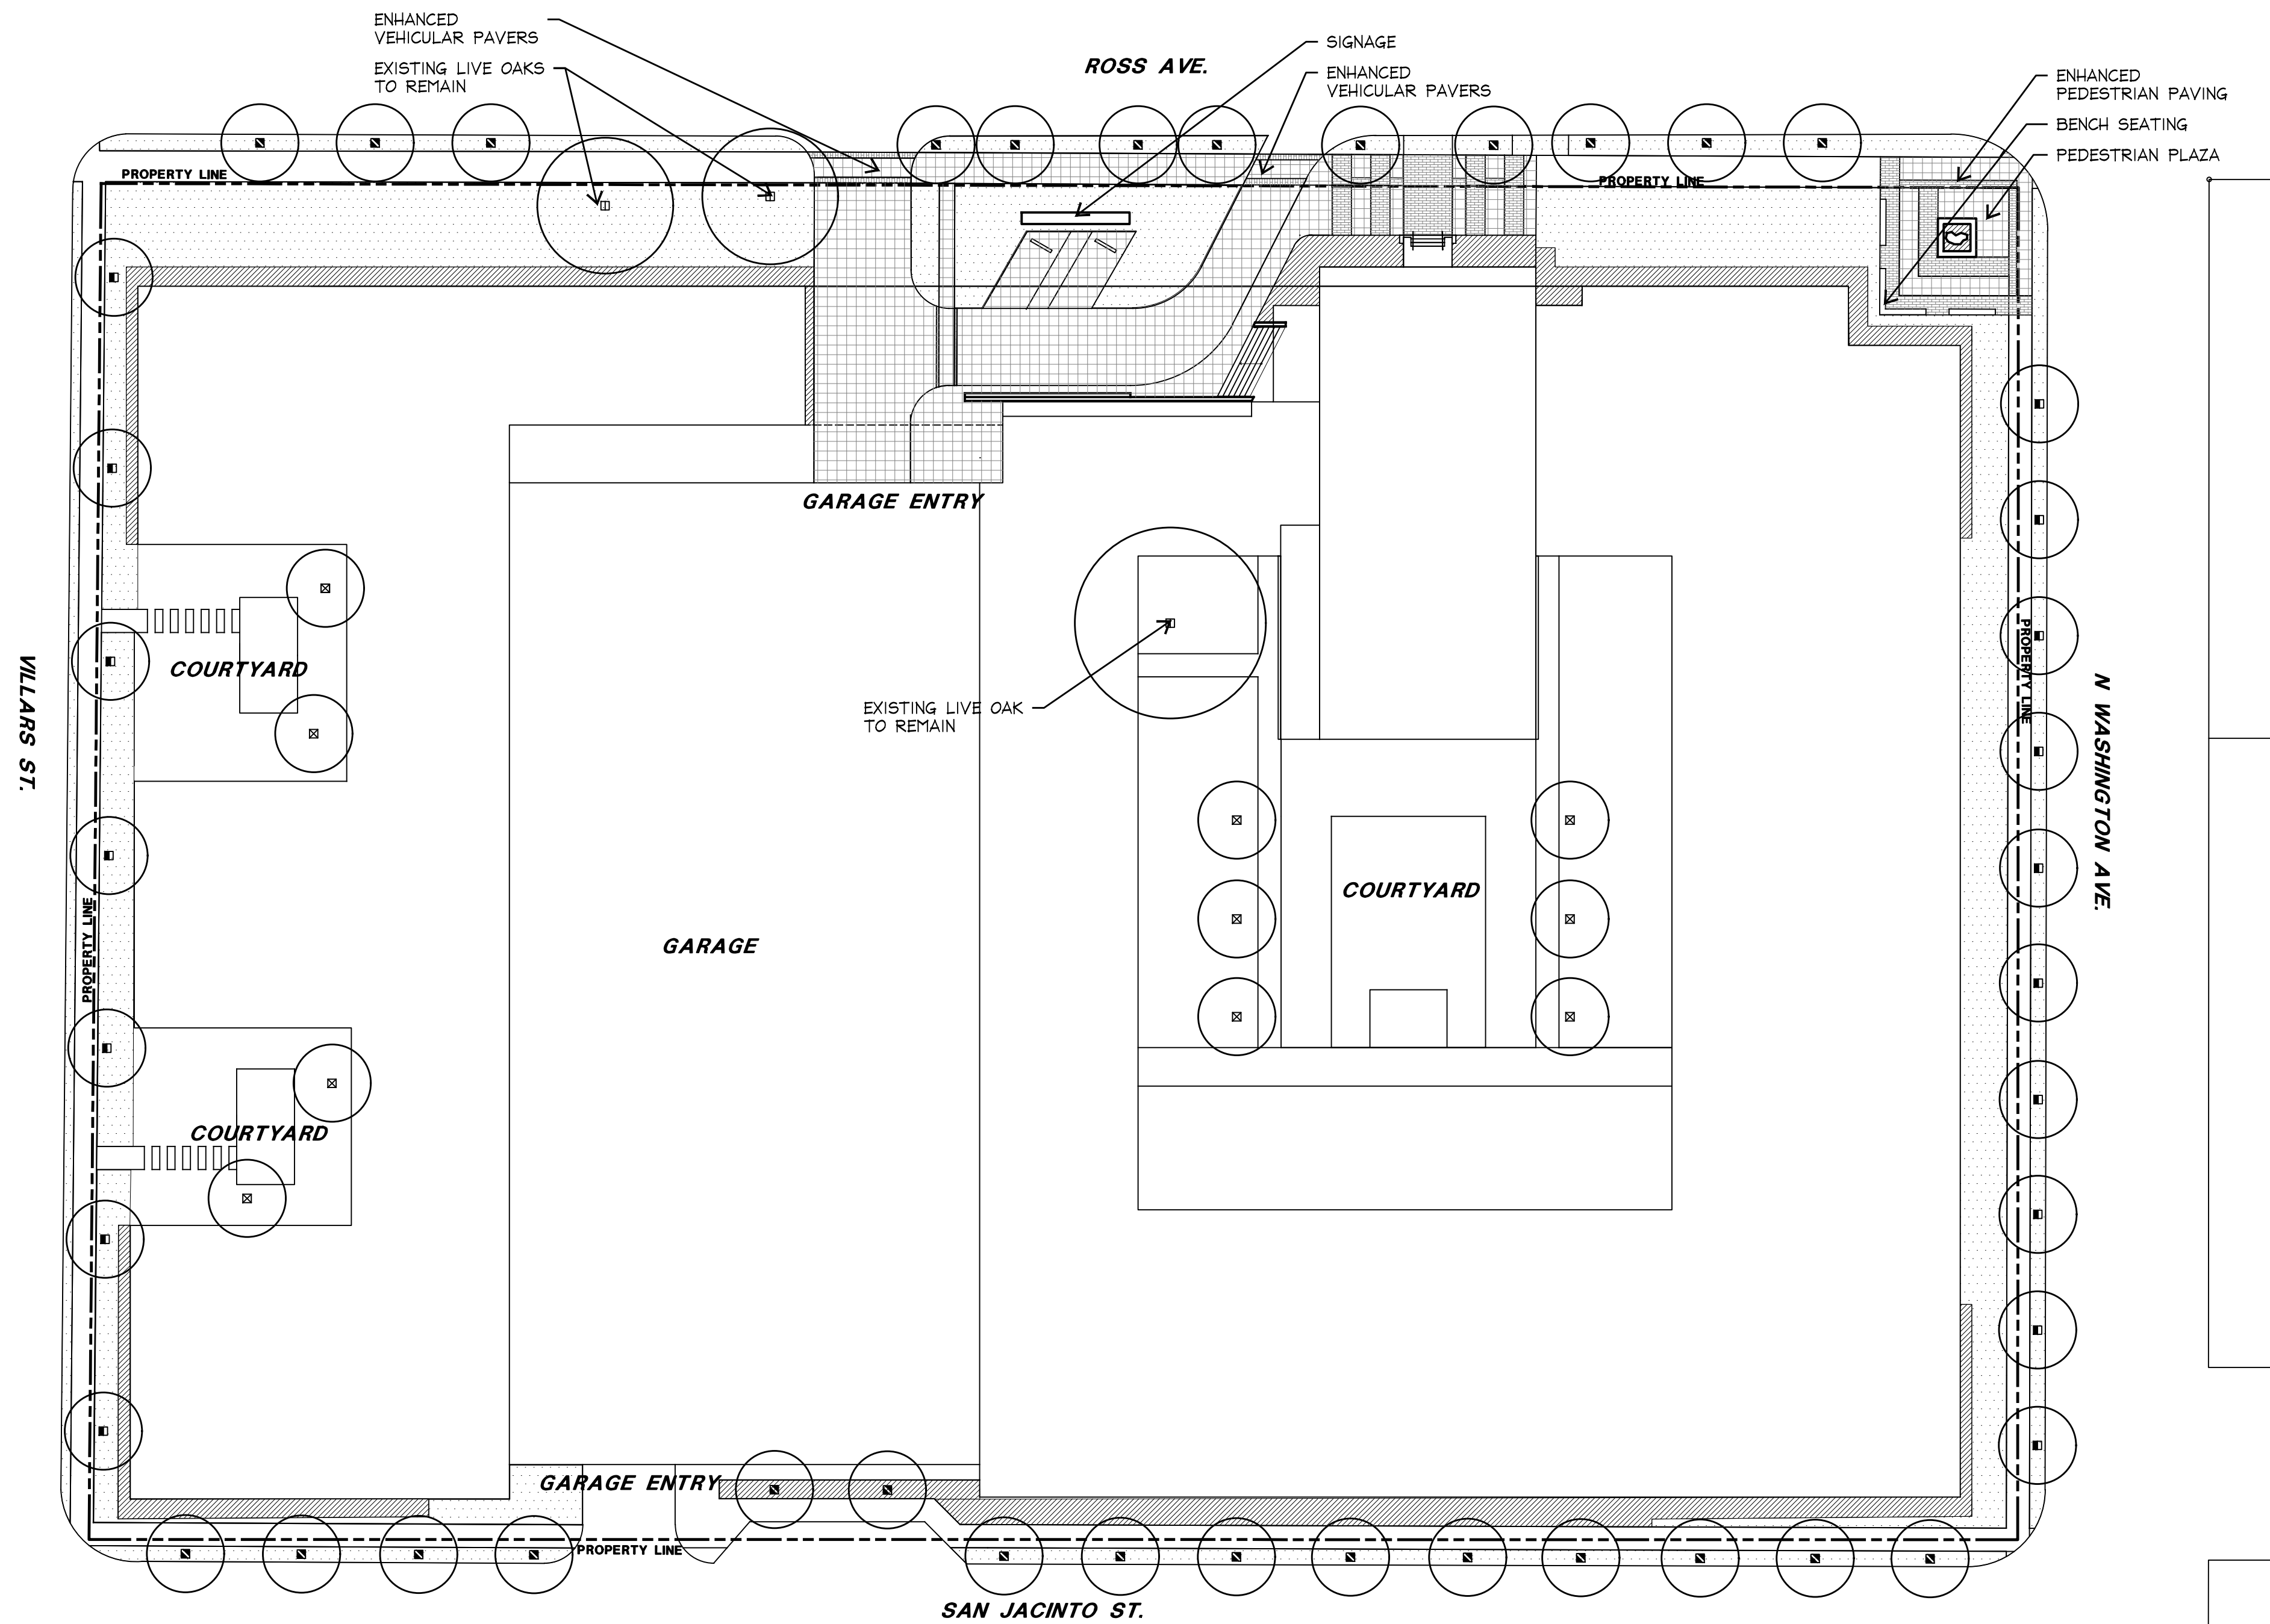 ENHANCED
VEHICULAR PAVERS
EXISTING LIVE OAKS
TO REMAIN
ROSS AVE.
SIGNAGE
ENHANCED
VEHICULAR PAVERS
ENHANCED
PEDESTRIAN PAVING
BENCH SEATING
PEDESTRIAN PLAZA
PROPERTY LINE
PROPERTY LINE
GARAGE ENTRY
COURTYARD
VILLARS ST.
EXISTING LIVE OAK
TO REMAIN
PROPERTY LINE
N WASHINGTON AVE.
COURTYARD
PROPERTY LINE
GARAGE
COURTYARD
GARAGE ENTRY
PROPERTY LINE
SAN JACINTO ST.